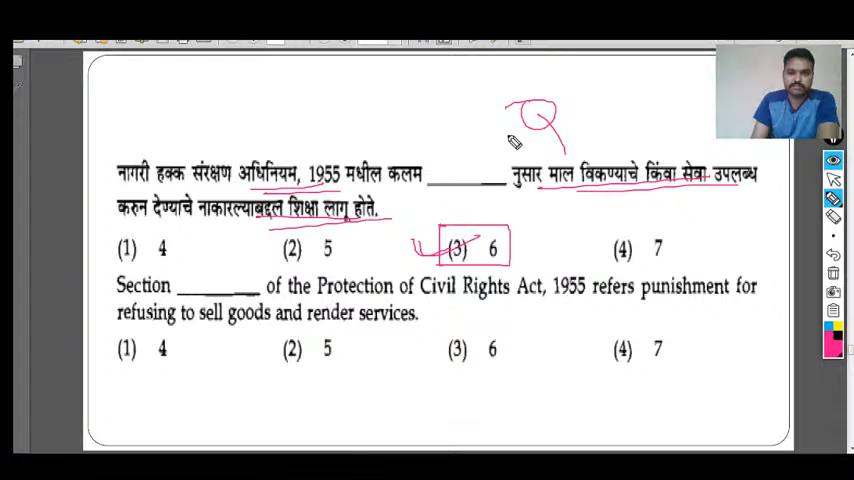 नागरी हक्क संरक्षण अधिनियम, 1955 मधील कलम ________ नुसार माल विकण्याचे किंवा सेवा उपलब्ध
करुन देण्याचे नाकारल्याबद्दल शिक्षा लागू होते.
(1) 4 (2) 5 (3) 6 (4) 7
Section ________ of the Protection of Civil Rights Act, 1955 refers punishment for
refusing to sell goods and render services.
(1) 4 (2) 5 (3) 6 (4) 7